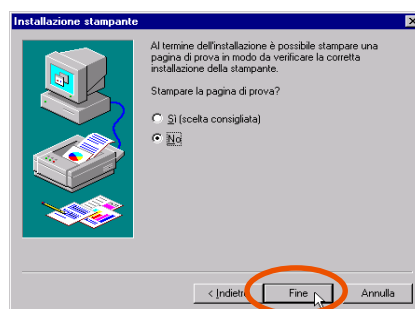 Installazione stampante
Al termine dell'installazione è possibile stampare una
pagina di prova in modo da verificare la corretta
installazione della stampante.
Stampare la pagina di prova?
Sì (scelta consigliata)
No
< Indietro Fine Annulla